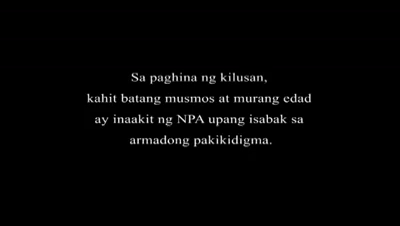 Sa paghina ng kilusan,
kahit batang musmos at murang edad
ay inaakit ng NPA upang isabak sa
armadong pakikidigma.